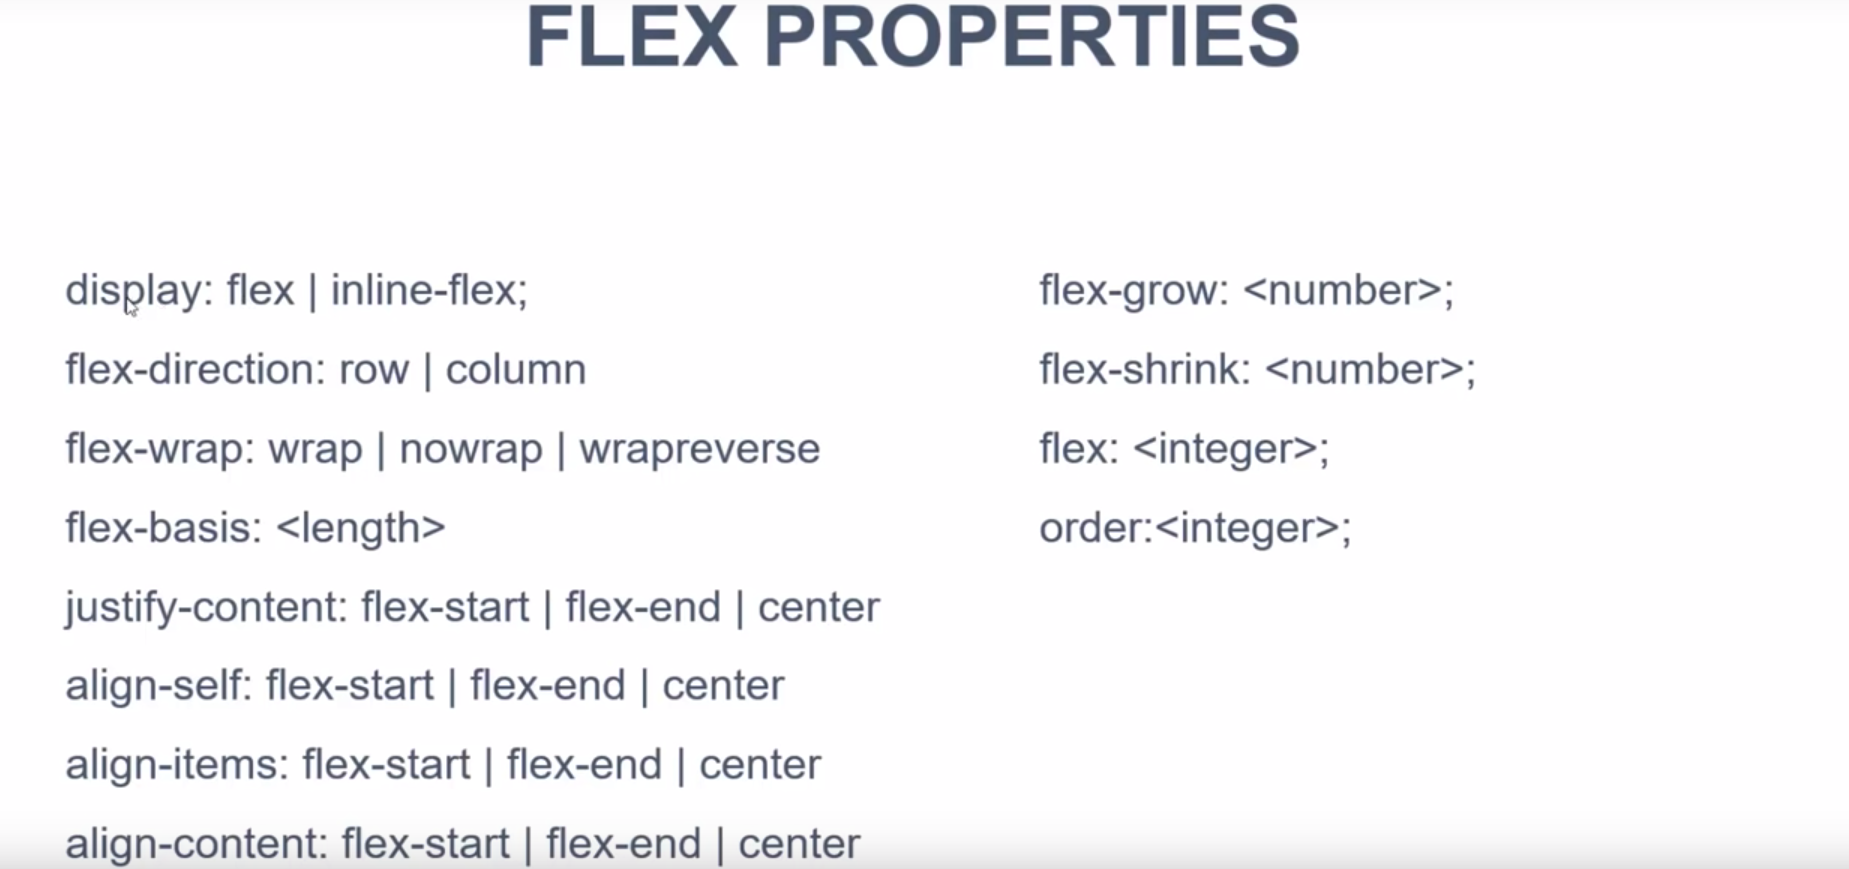 FLEX PROPERTIES
display: flex | inline-flex;
flex-direction: row | column
flex-wrap: wrap | nowrap | wrapreverse
flex-basis: <length>
justify-content: flex-start | flex-end | center
align-self: flex-start | flex-end | center
align-items: flex-start | flex-end | center
align-content: flex-start | flex-end | center
flex-grow: <number>;
flex-shrink: <number>;
flex: <integer>;
order:<integer>;